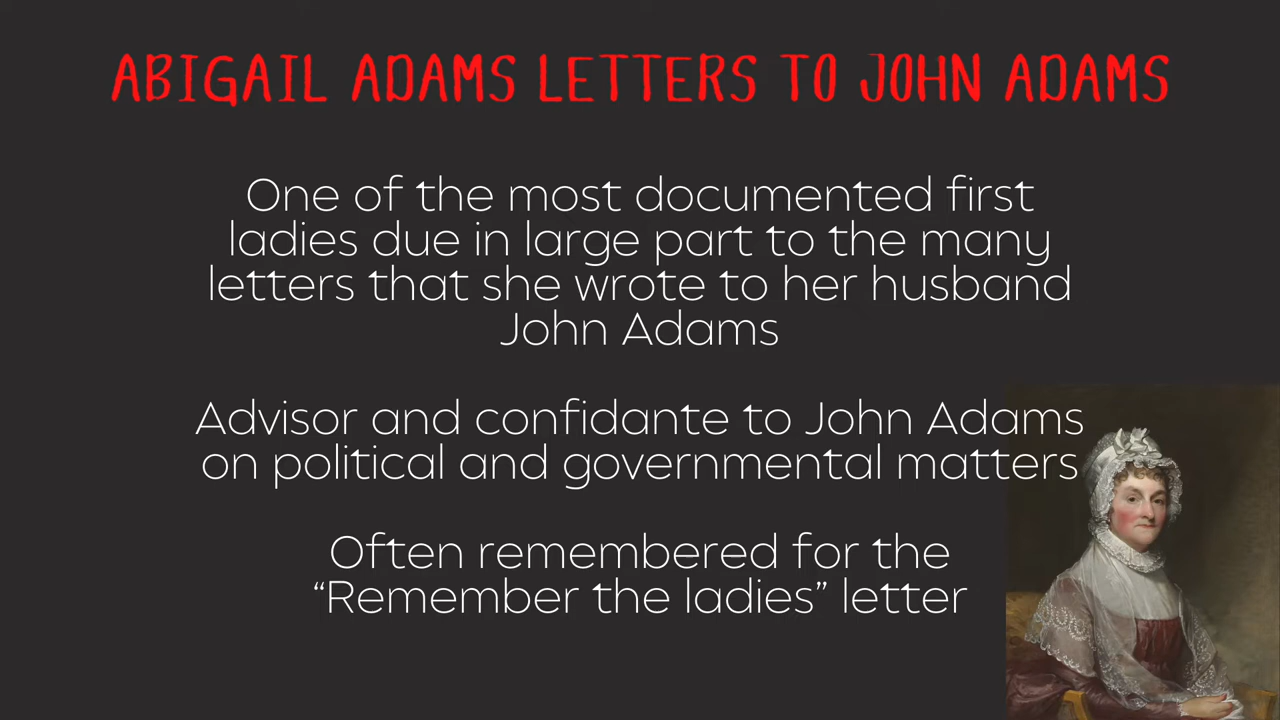 ABIGAIL ADAMS LETTERS TO JOHN ADAMS
One of the most documented first
ladies due in large part to the many
letters that she wrote to her husband
John Adams
Advisor and confidante to John Adams
on political and governmental matters
Often remembered for the
“Remember the ladies” letter